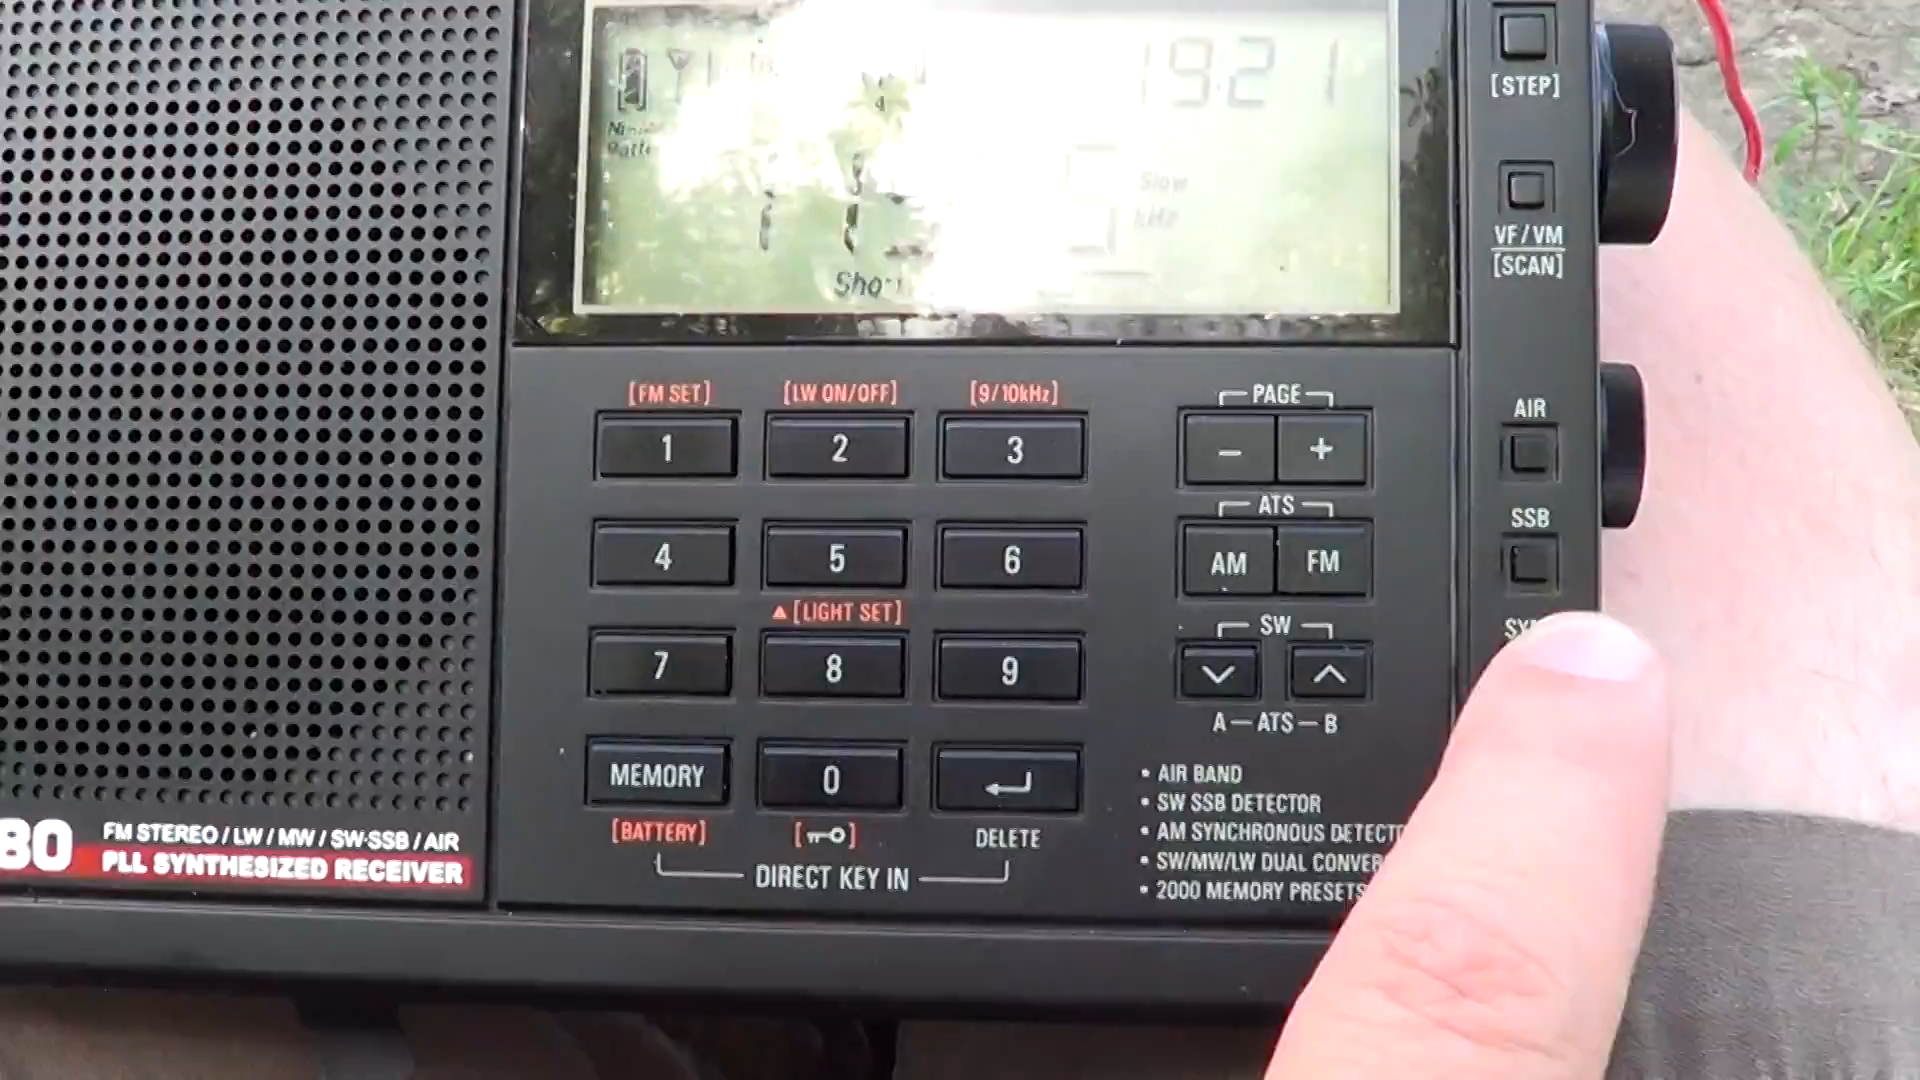 19:21
Slow
kHz
[STEP]
VF/VM
[SCAN]
[FM SET] [LW ON/OFF] [9/10kHz]
PAGE
1 2 3 - +
AIR
ATS
4 5 6 AM FM
SSB
▲[LIGHT SET]
SW
7 8 9
A—ATS—B
MEMORY 0
[BATTERY] DELETE
DIRECT KEY IN
• AIR BAND
• SW SSB DETECTOR
• AM SYNCHRONOUS DETECT
• SW/MW/LW DUAL CONVER
• 2000 MEMORY PRESETS
80 FM STEREO/LW/MW/SW-SSB/AIR
PLL SYNTHESIZED RECEIVER